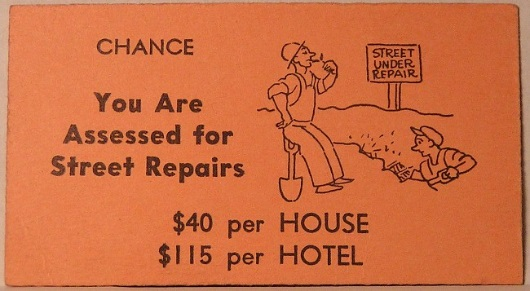 CHANCE
You Are
Assessed for
Street Repairs
STREET
UNDER
REPAIR
$40 per HOUSE
$115 per HOTEL